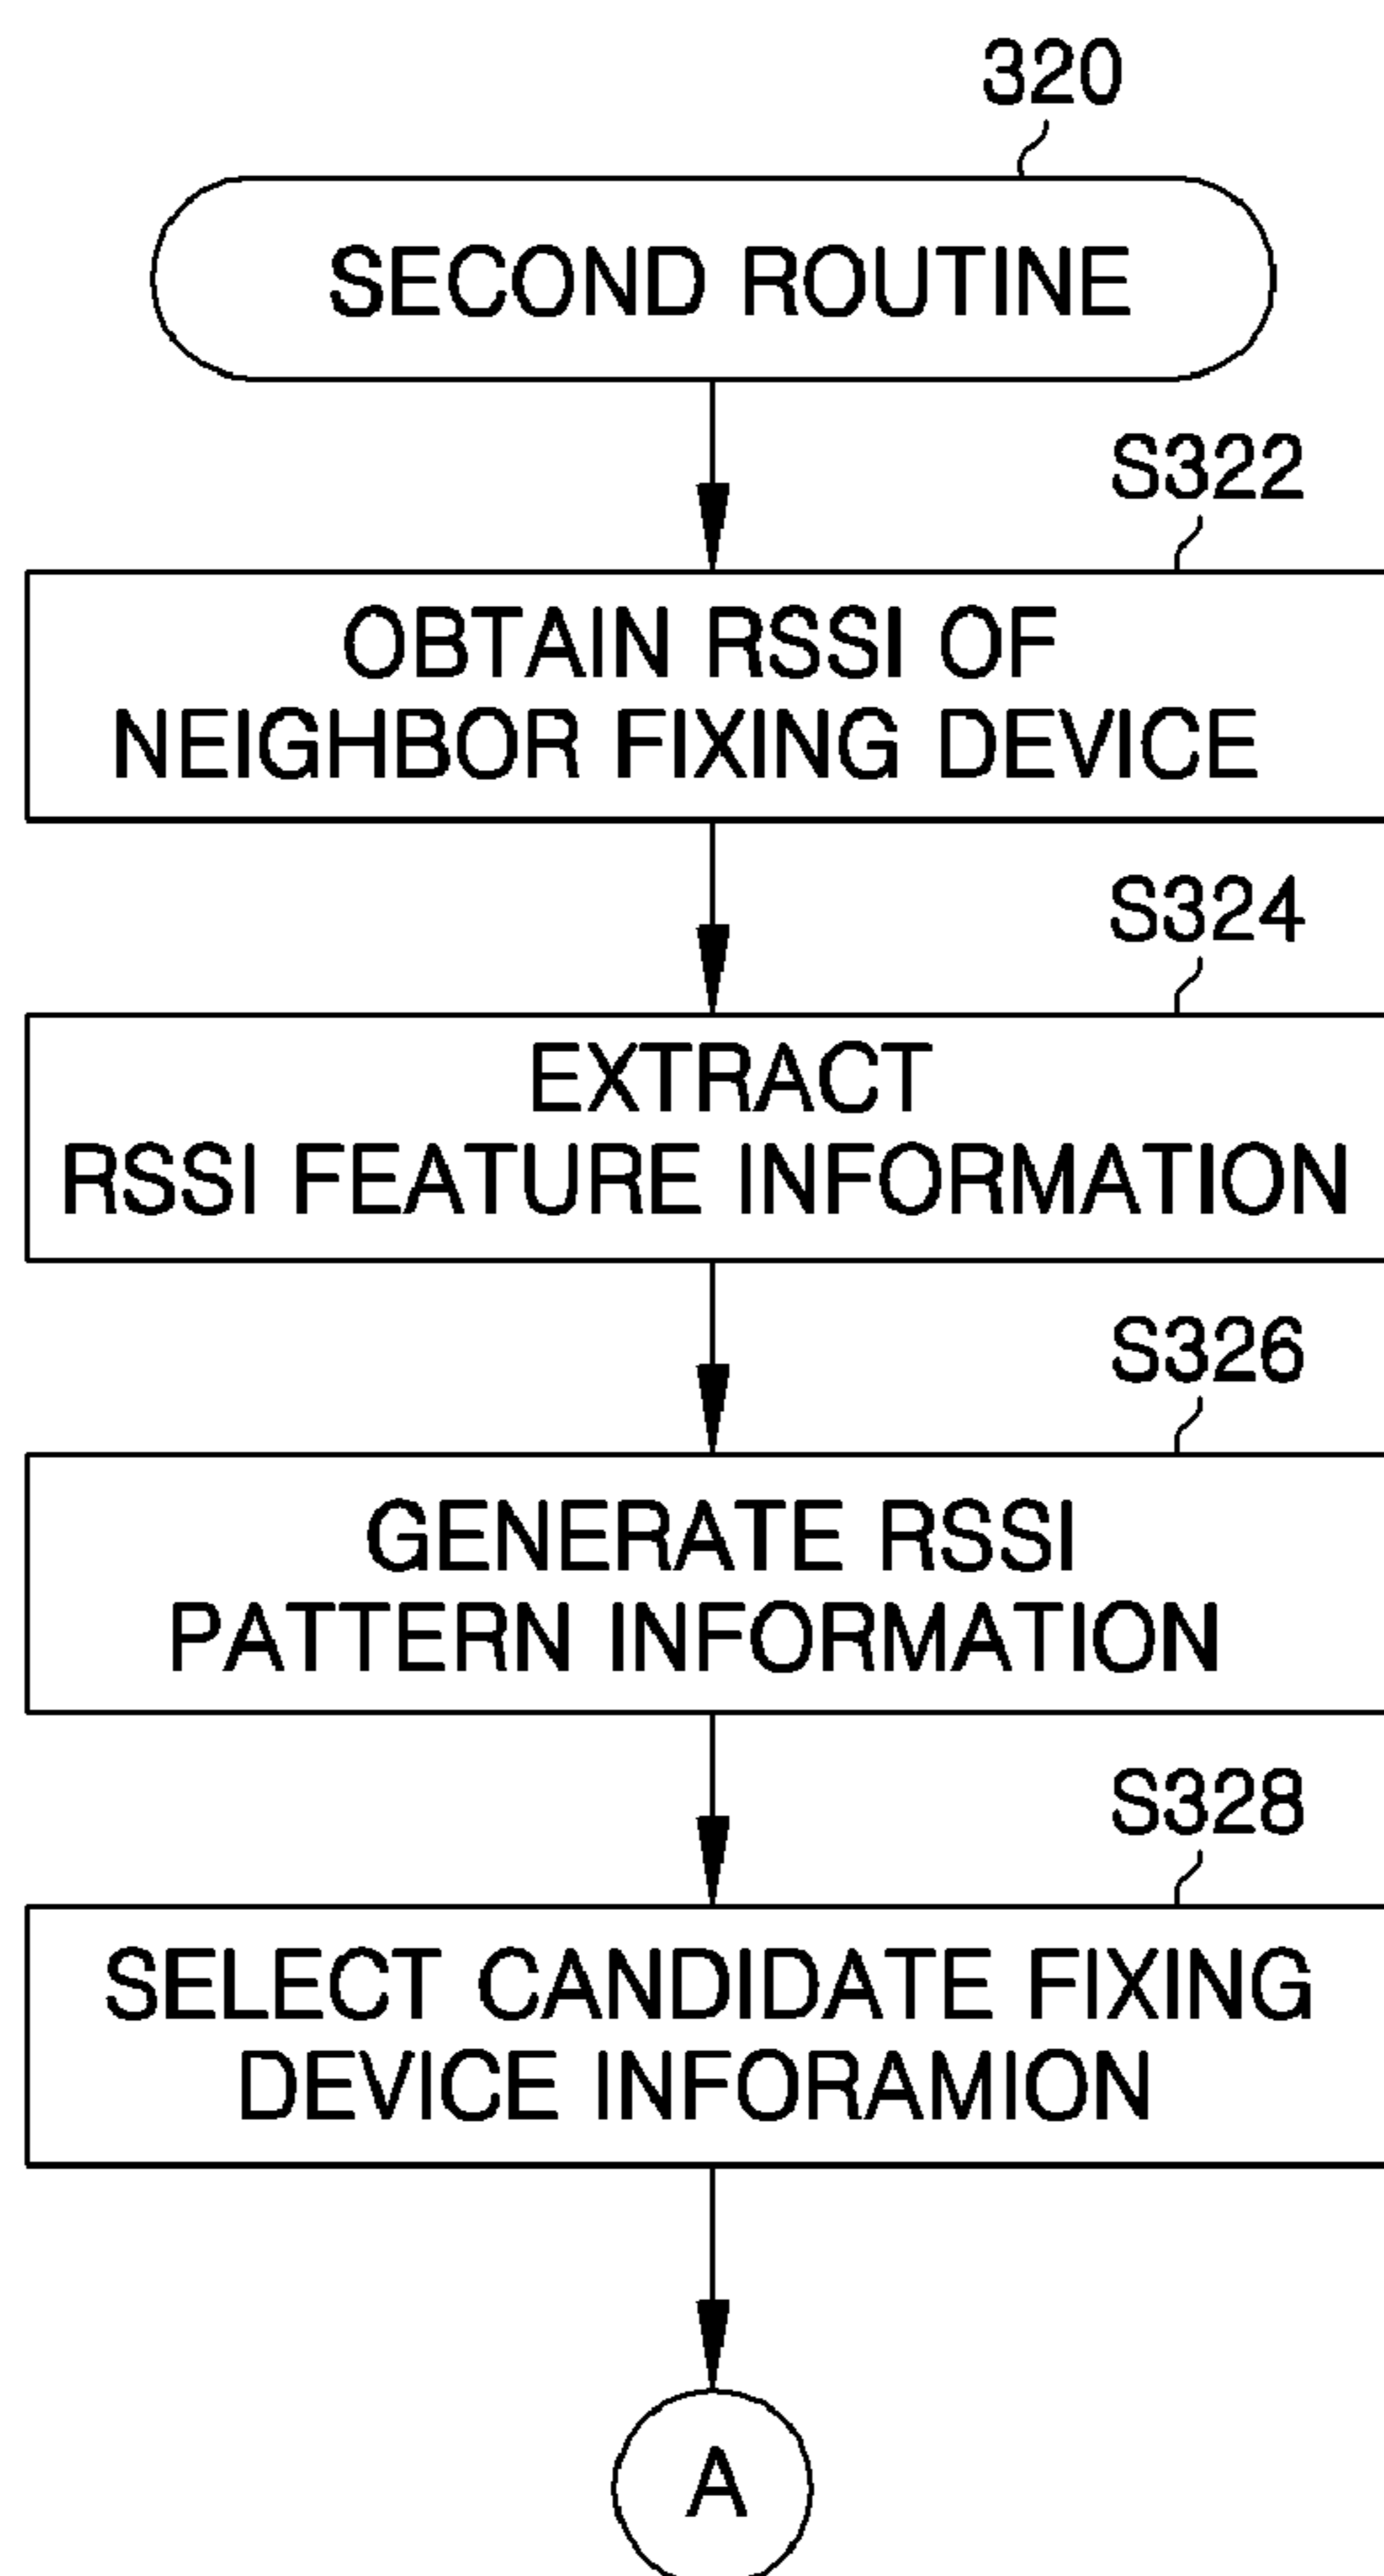 320
SECOND ROUTINE
S322
OBTAIN RSSI OF
NEIGHBOR FIXING DEVICE
S324
EXTRACT
RSSI FEATURE INFORMATION
S326
GENERATE RSSI
PATTERN INFORMATION
S328
SELECT CANDIDATE FIXING
DEVICE INFORAMION
A